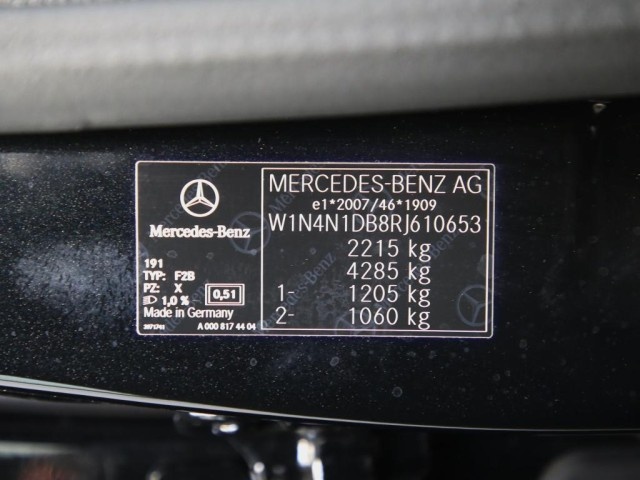 Mercedes-Benz
191
TYP: F2B
PZ: X
1,0 % 0,51
Made in Germany
A 000 817 44 04
MERCEDES-BENZ AG
e1*2007/46*1909
W1N4N1DB8RJ610653
2215 kg
4285 kg
1- 1205 kg
2- 1060 kg